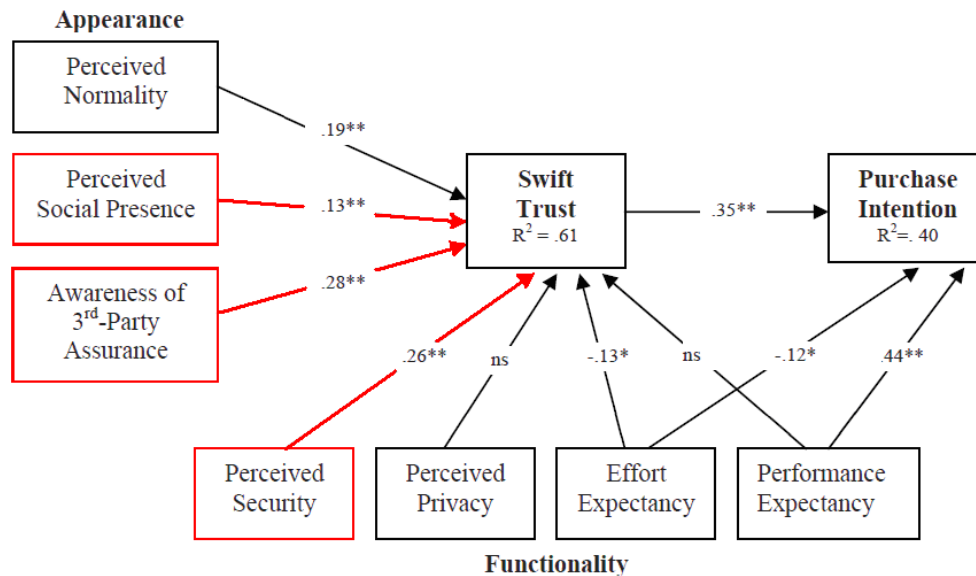 Appearance
Perceived
Normality
.19**
Perceived
Social Presence
.13**
Swift
Trust
R² = .61
.35**
Purchase
Intention
R²=. 40
Awareness of
3rd-Party
Assurance
.28**
.26**
ns
-.13*
ns
-.12*
.44**
Perceived
Security
Perceived
Privacy
Effort
Expectancy
Performance
Expectancy
Functionality